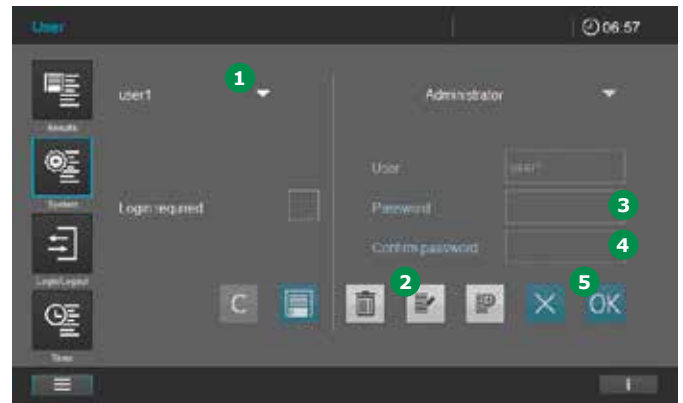 User
06:57
1
user1
Administrator
Results
User
user1
System
Login required
Password
3
Confirm password
4
Login/Logout
2
5
C
OK
Timer
i